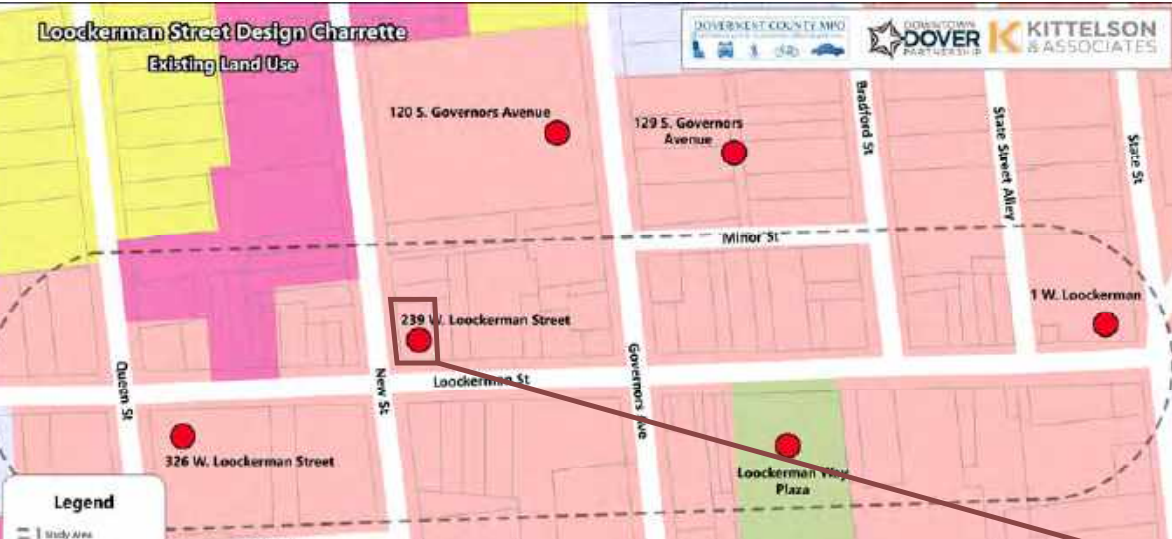 Loockerman Street Design Charrette
Existing Land Use
DOVER/KENT COUNTY MPO
DOWNTOWN
DOVER
PARTNERSHIP
KITTELSON
& ASSOCIATES
120 S. Governors Avenue
129 S. Governors
Avenue
Bradford St
State Street Alley
State St
Minor St
1 W. Loockerman
239 W. Loockerman Street
Loockerman St
Queen St
New St
Governors Ave
326 W. Loockerman Street
Loockerman Way
Plaza
Legend
Study Area